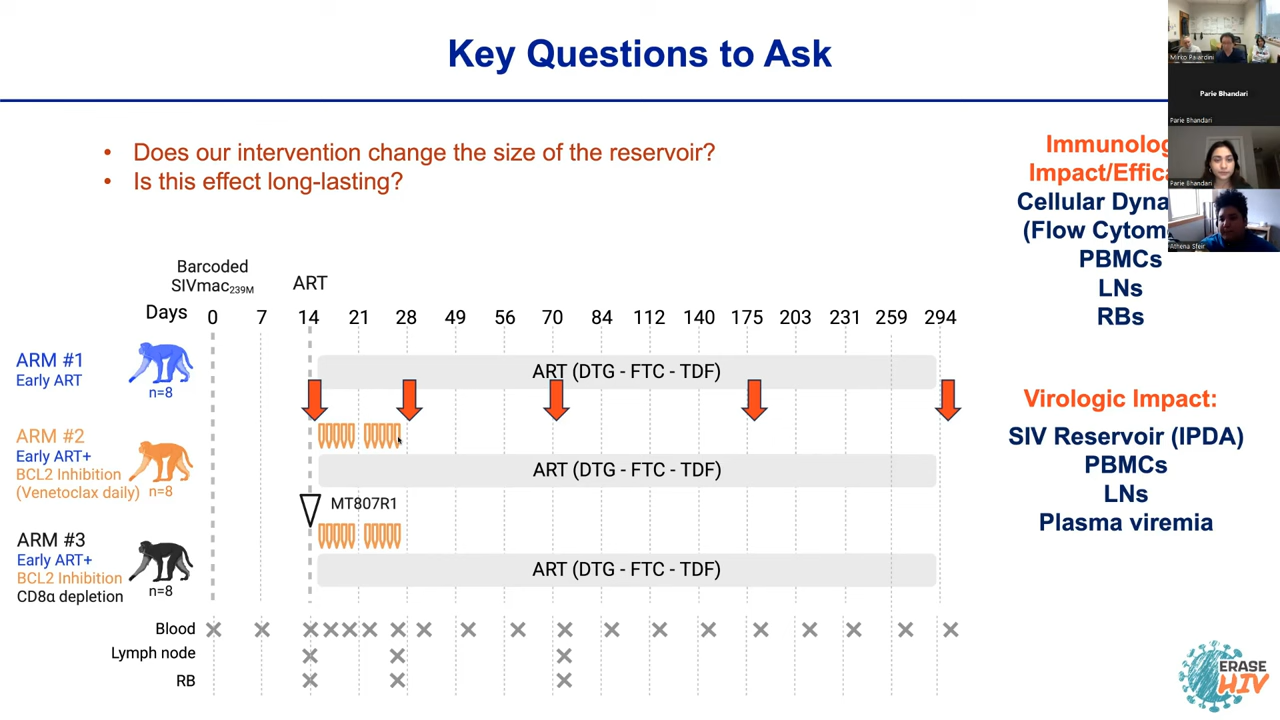 Key Questions to Ask
• Does our intervention change the size of the reservoir?
• Is this effect long-lasting?
Barcoded
SIVmac239M
ART
Days 0 7 14 21 28 49 56 70 84 112 140 175 203 231 259 294
ARM #1
Early ART
n=8
ART (DTG - FTC - TDF)
ARM #2
Early ART+
BCL2 Inhibition
(Venetoclax daily)
n=8
ART (DTG - FTC - TDF)
MT807R1
ARM #3
Early ART+
BCL2 Inhibition
CD8α depletion
n=8
ART (DTG - FTC - TDF)
Blood
Lymph node
RB
Immunolog
Impact/Effica
Cellular Dyna
(Flow Cytom
PBMCs
LNs
RBs
Virologic Impact:
SIV Reservoir (IPDA)
PBMCs
LNs
Plasma viremia
Mirko Paiardini
Parie Bhandari
Parie Bhandari
Parie Bhandari
Athena Sfeir
ERASE
HIV